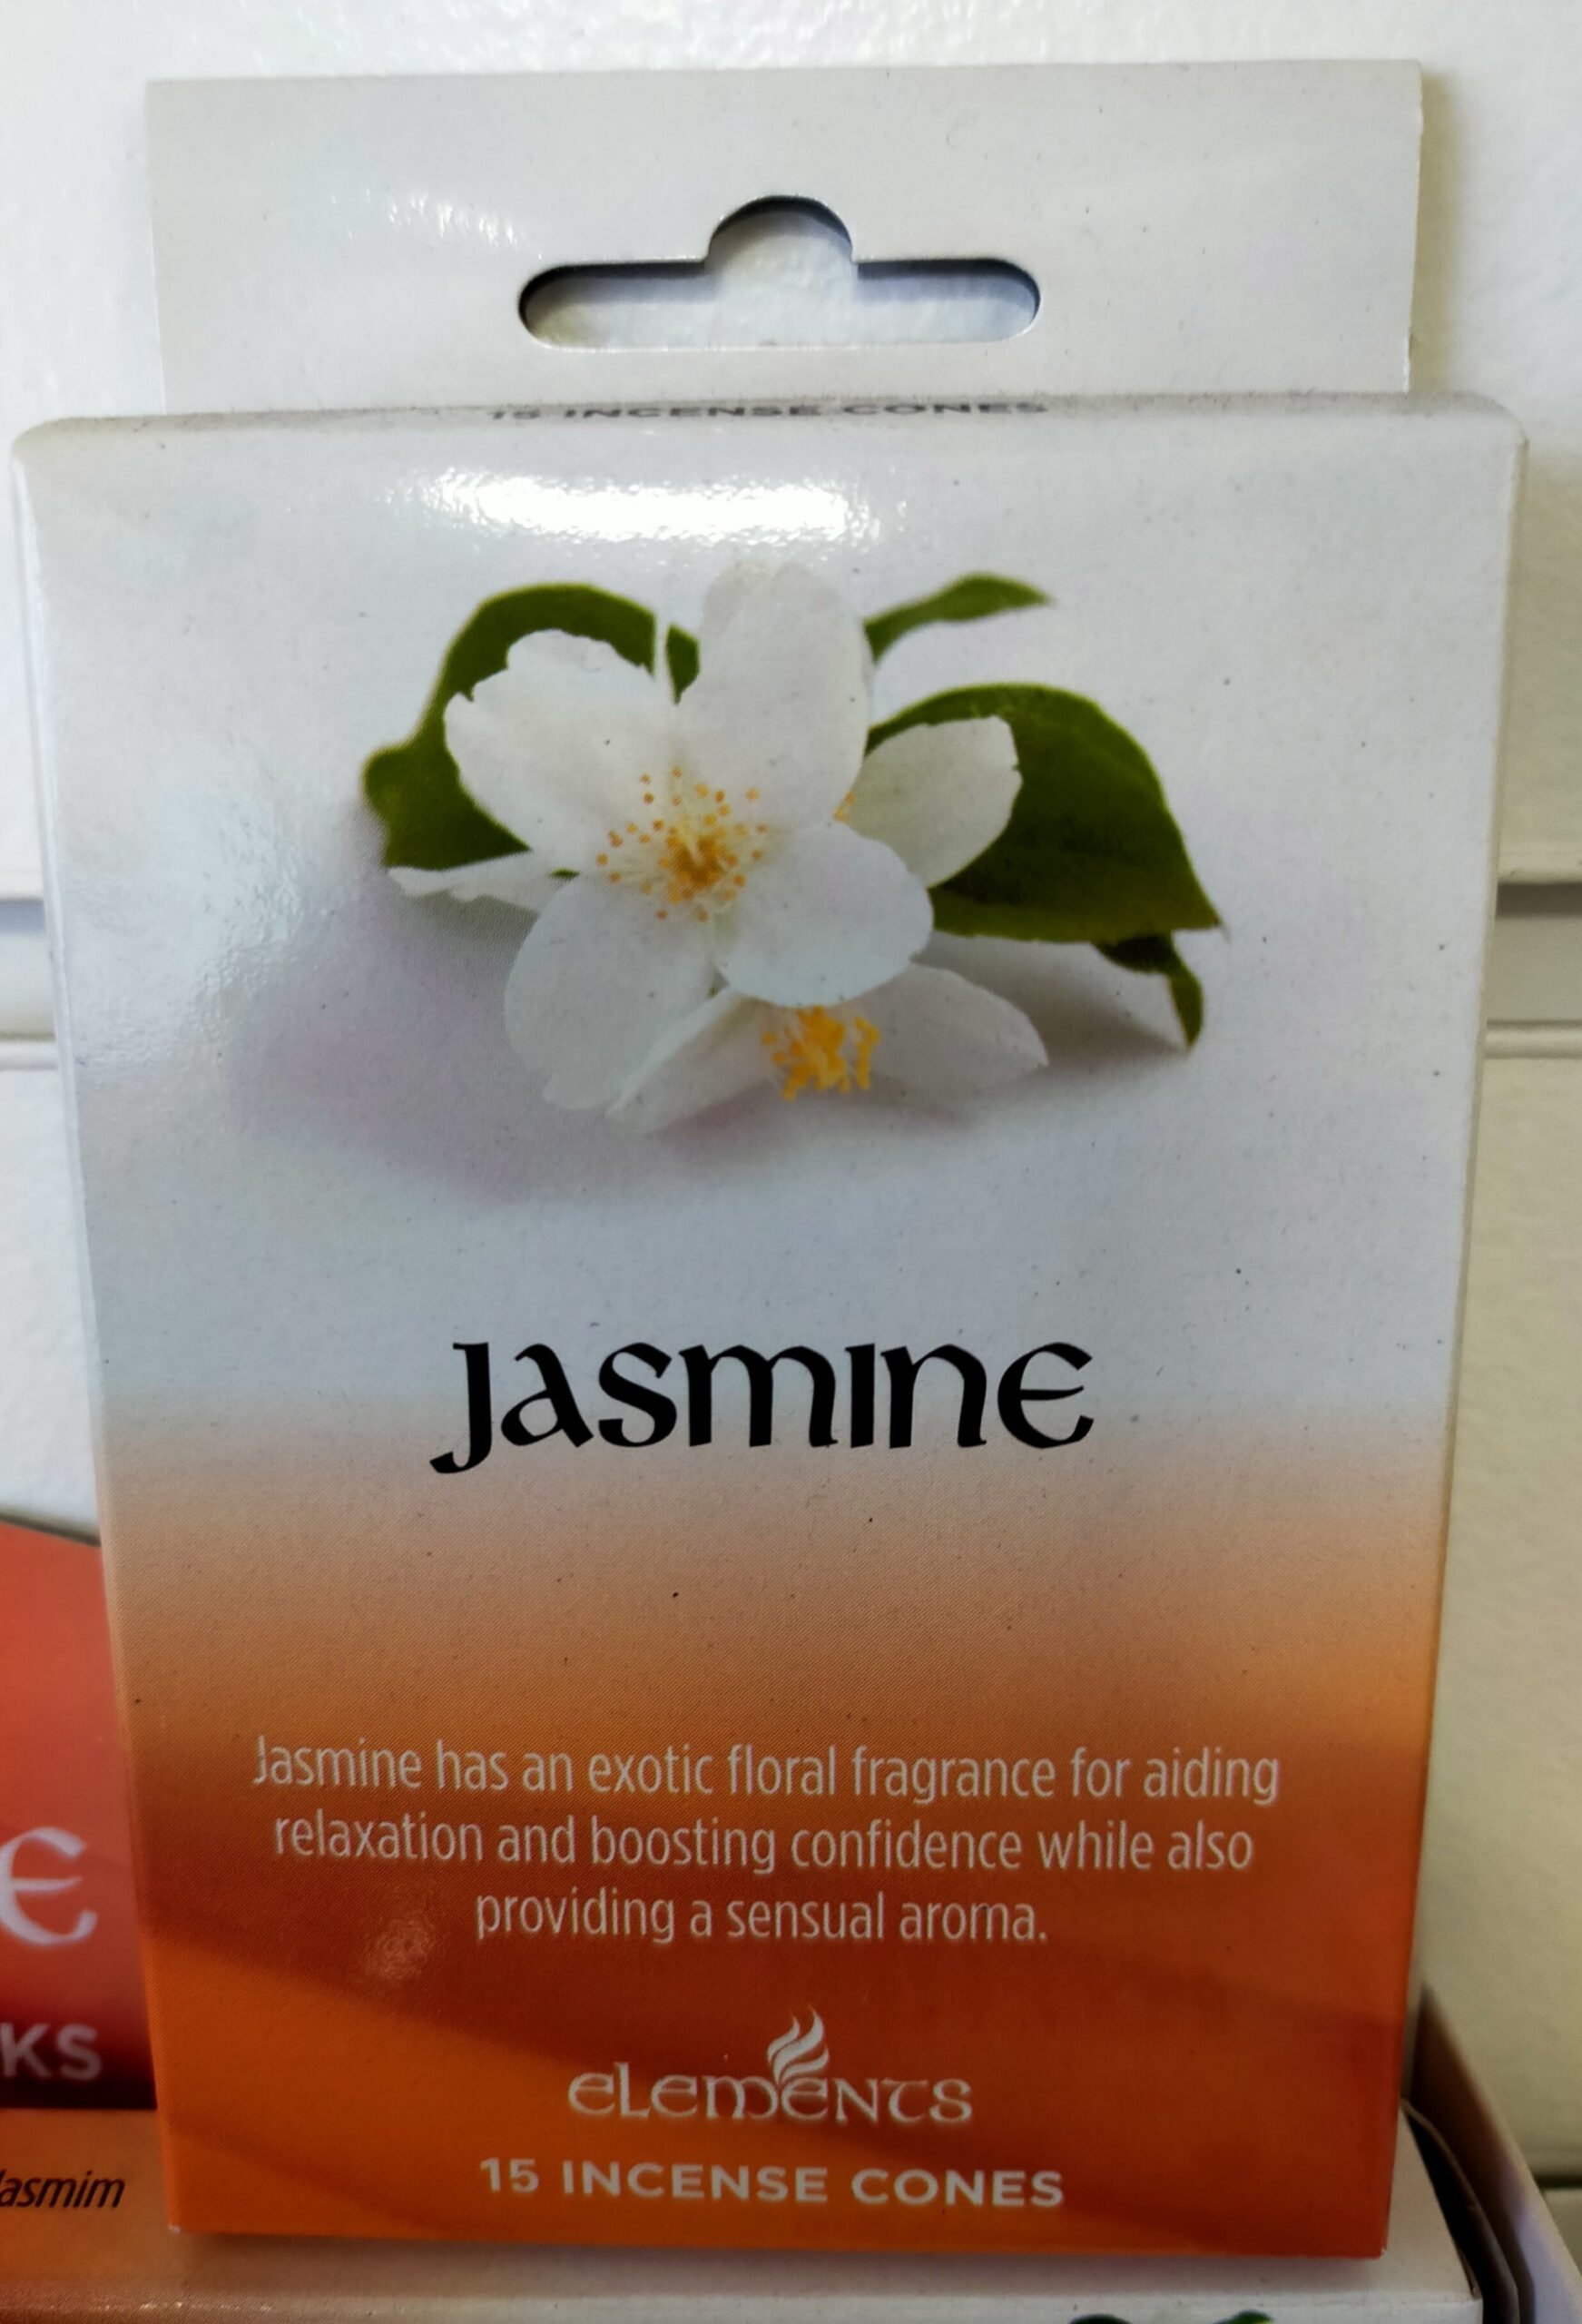 15 INCENSE CONES
JASMINE
Jasmine has an exotic floral fragrance for aiding
relaxation and boosting confidence while also
providing a sensual aroma.
ELEMENTS
15 INCENSE CONES
E
KS
Jasmim